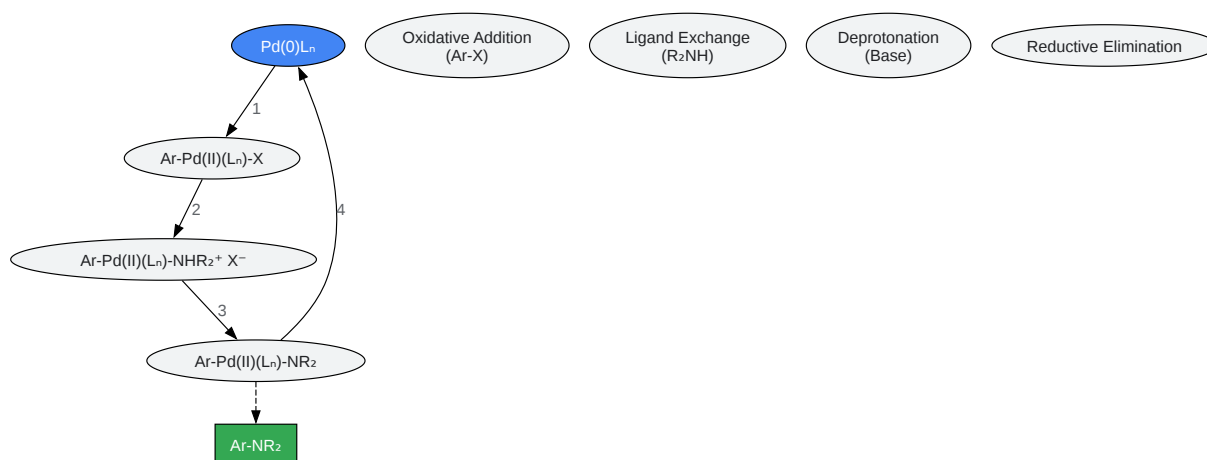 Pd(0)Lₙ
Oxidative Addition
(Ar-X)
Ligand Exchange
(R₂NH)
Deprotonation
(Base)
Reductive Elimination
1
Ar-Pd(II)(Lₙ)-X
2
4
Ar-Pd(II)(Lₙ)-NHR₂⁺ X⁻
3
Ar-Pd(II)(Lₙ)-NR₂
Ar-NR₂